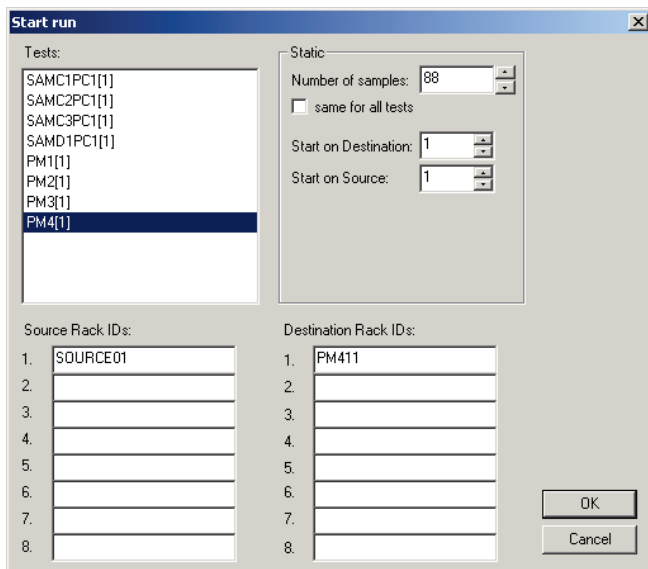 Start run
Tests:
SAMC1PC1[1]
SAMC2PC1[1]
SAMC3PC1[1]
SAMD1PC1[1]
PM1[1]
PM2[1]
PM3[1]
PM4[1]
Static
Number of samples: 88
same for all tests
Start on Destination: 1
Start on Source: 1
Source Rack IDs:
1. SOURCE01
2.
3.
4.
5.
6.
7.
8.
Destination Rack IDs:
1. PM411
2.
3.
4.
5.
6.
7.
8.
OK
Cancel